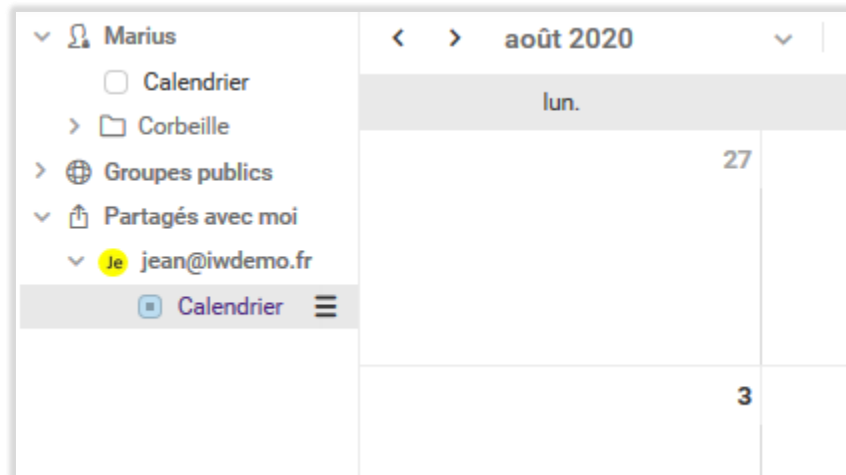 Marius
Calendrier
Corbeille
Groupes publics
Partagés avec moi
Je jean@iwdemo.fr
Calendrier
août 2020
lun.
27
3